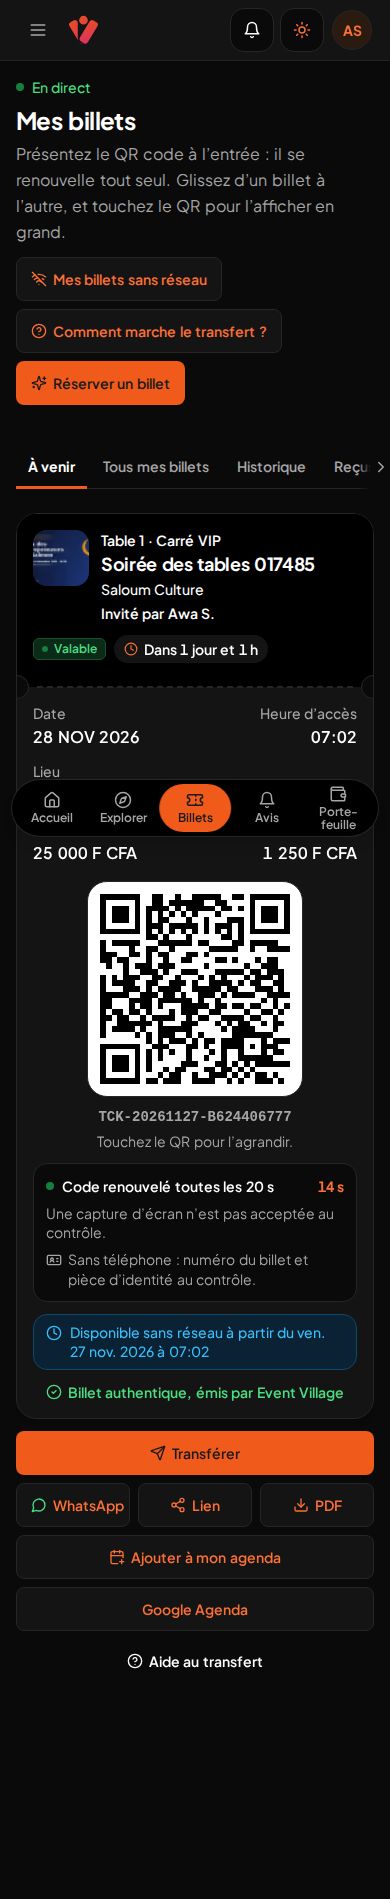 AS
En direct
Mes billets
Présentez le QR code à l’entrée : il se
renouvelle tout seul. Glissez d’un billet à
l’autre, et touchez le QR pour l’afficher en
grand.
Mes billets sans réseau
Comment marche le transfert ?
Réserver un billet
À venir
Tous mes billets
Historique
Reçus
Table 1 · Carré VIP
Soirée des tables 017485
Saloum Culture
Invité par Awa S.
Valable
Dans 1 jour et 1 h
Date
Heure d’accès
28 NOV 2026
07:02
Lieu
Accueil
Explorer
Billets
Avis
Porte-
feuille
25 000 F CFA
1 250 F CFA
TCK-20261127-B624406777
Touchez le QR pour l’agrandir.
Code renouvelé toutes les 20 s
14 s
Une capture d’écran n’est pas acceptée au
contrôle.
Sans téléphone : numéro du billet et
pièce d’identité au contrôle.
Disponible sans réseau à partir du ven.
27 nov. 2026 à 07:02
Billet authentique, émis par Event Village
Transférer
WhatsApp
Lien
PDF
Ajouter à mon agenda
Google Agenda
Aide au transfert